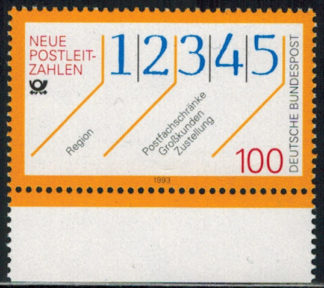 NEUE
POSTLEIT-
ZAHLEN
1|2|3|4|5
Region
Postfachschränke
Großkunden
Zustellung
100
DEUTSCHE BUNDESPOST
1993